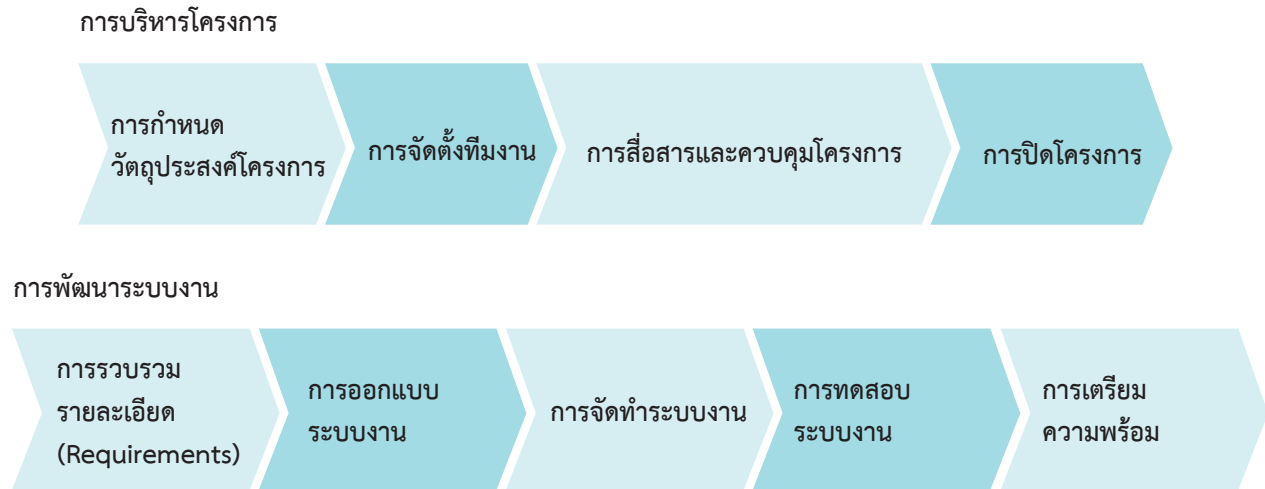 การบริหารโครงการ
การกำหนด
วัตถุประสงค์โครงการ
การจัดตั้งทีมงาน
การสื่อสารและควบคุมโครงการ
การปิดโครงการ
การพัฒนาระบบงาน
การรวบรวม
รายละเอียด
(Requirements)
การออกแบบ
ระบบงาน
การจัดทำระบบงาน
การทดสอบ
ระบบงาน
การเตรียม
ความพร้อม